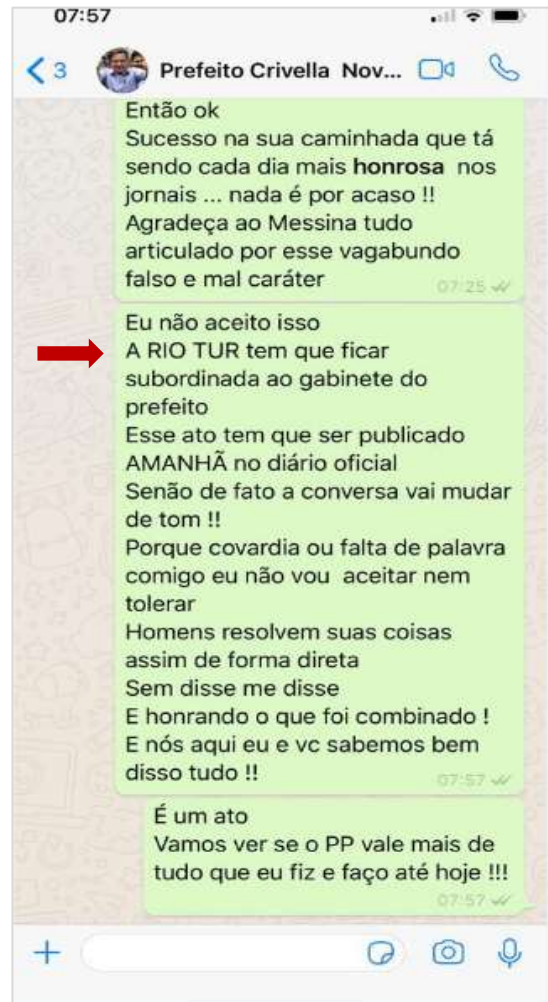 07:57
3 Prefeito Crivella Nov...
Então ok
Sucesso na sua caminhada que tá
sendo cada dia mais honrosa nos
jornais ... nada é por acaso !!
Agradeça ao Messina tudo
articulado por esse vagabundo
falso e mal caráter
07:25
Eu não aceito isso
A RIO TUR tem que ficar
subordinada ao gabinete do
prefeito
Esse ato tem que ser publicado
AMANHÃ no diário oficial
Senão de fato a conversa vai mudar
de tom !!
Porque covardia ou falta de palavra
comigo eu não vou aceitar nem
tolerar
Homens resolvem suas coisas
assim de forma direta
Sem disse me disse
E honrando o que foi combinado !
E nós aqui eu e vc sabemos bem
disso tudo !!
07:57
É um ato
Vamos ver se o PP vale mais de
tudo que eu fiz e faço até hoje !!!
07:57